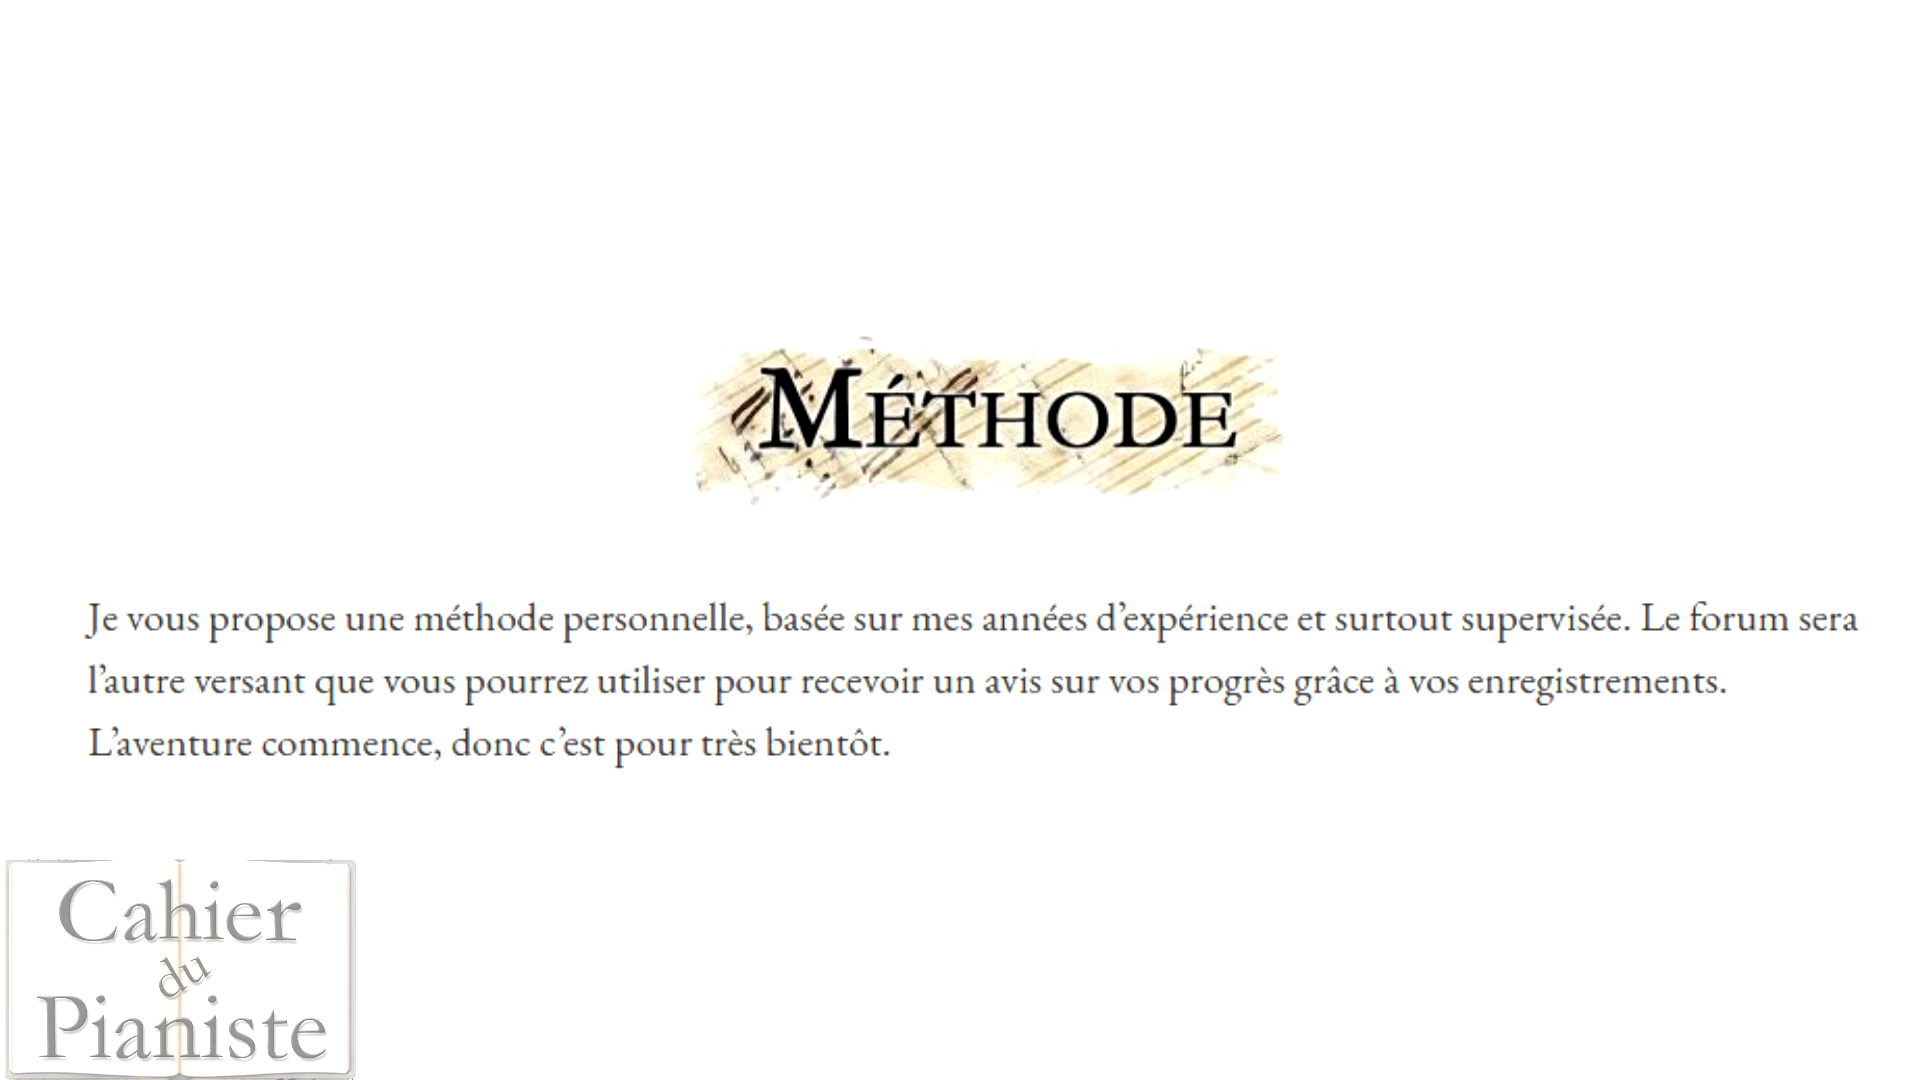 MÉTHODE
Je vous propose une méthode personnelle, basée sur mes années d’expérience et surtout supervisée. Le forum sera
l’autre versant que vous pourrez utiliser pour recevoir un avis sur vos progrès grâce à vos enregistrements.
L’aventure commence, donc c’est pour très bientôt.
Cahier
du
Pianiste